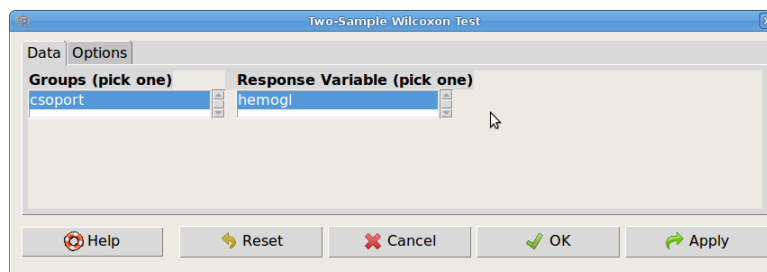 Two-Sample Wilcoxon Test
Data Options
Groups (pick one) Response Variable (pick one)
csoport hemogl
Help Reset Cancel OK Apply